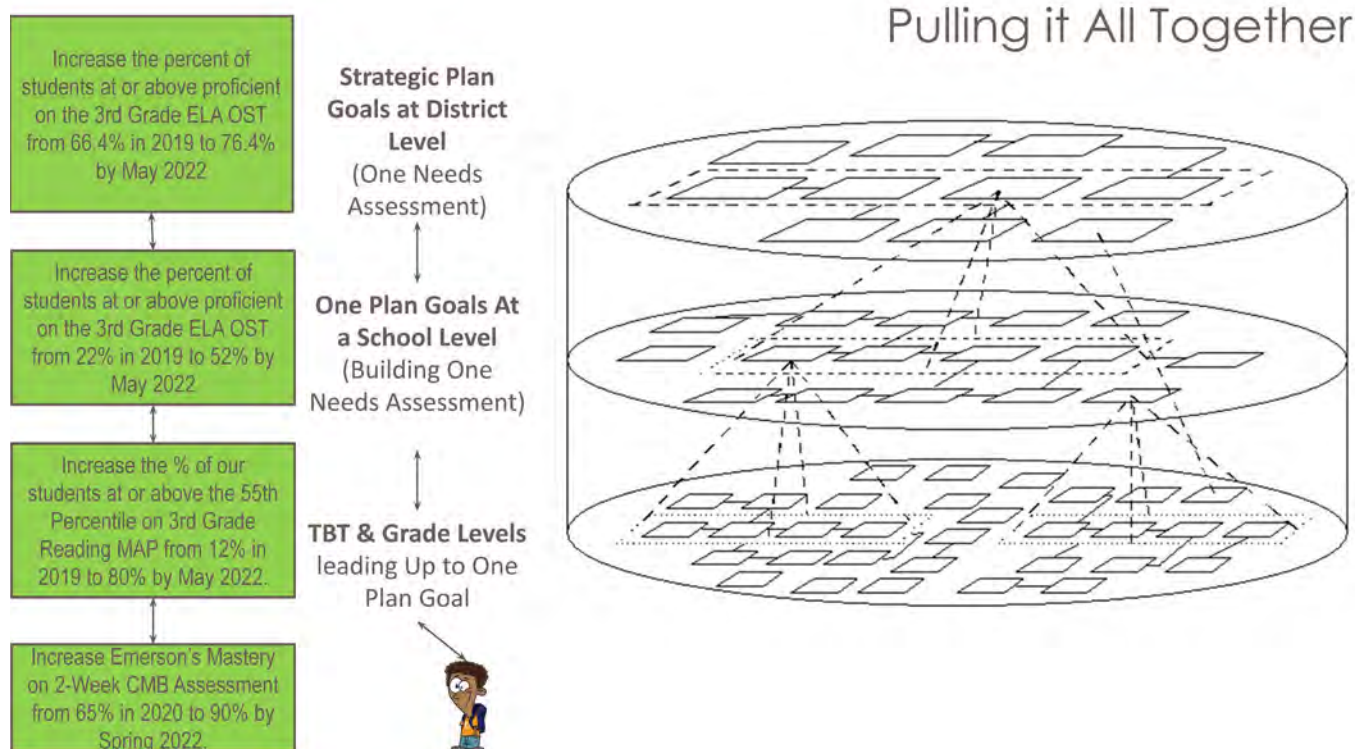 Pulling it All Together
Increase the percent of
students at or above proficient
on the 3rd Grade ELA OST
from 66.4% in 2019 to 76.4%
by May 2022
Strategic Plan
Goals at District
Level
(One Needs
Assessment)
Increase the percent of
students at or above proficient
on the 3rd Grade ELA OST
from 22% in 2019 to 52% by
May 2022
One Plan Goals At
a School Level
(Building One
Needs Assessment)
Increase the % of our
students at or above the 55th
Percentile on 3rd Grade
Reading MAP from 12% in
2019 to 80% by May 2022.
TBT & Grade Levels
leading Up to One
Plan Goal
Increase Emerson's Mastery
on 2-Week CMB Assessment
from 65% in 2020 to 90% by
Spring 2022.